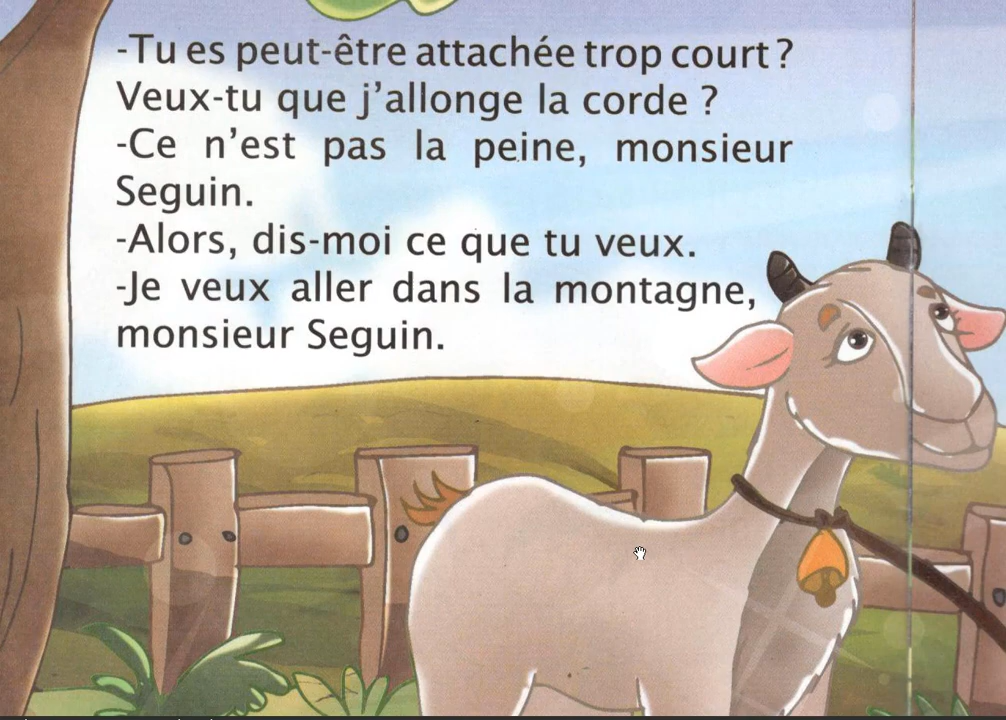 -Tu es peut-être attachée trop court ?
Veux-tu que j’allonge la corde ?
-Ce n’est pas la peine, monsieur
Seguin.
-Alors, dis-moi ce que tu veux.
-Je veux aller dans la montagne,
monsieur Seguin.